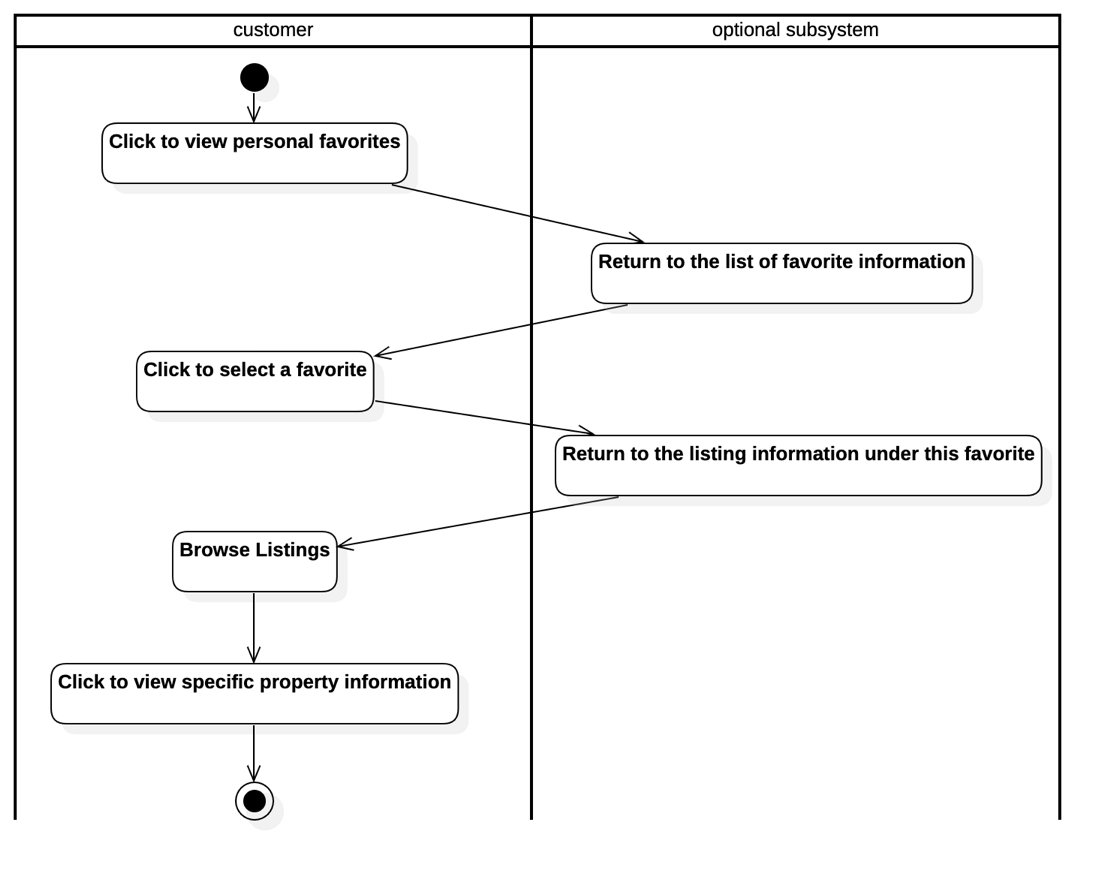 customer
optional subsystem
Click to view personal favorites
Return to the list of favorite information
Click to select a favorite
Return to the listing information under this favorite
Browse Listings
Click to view specific property information